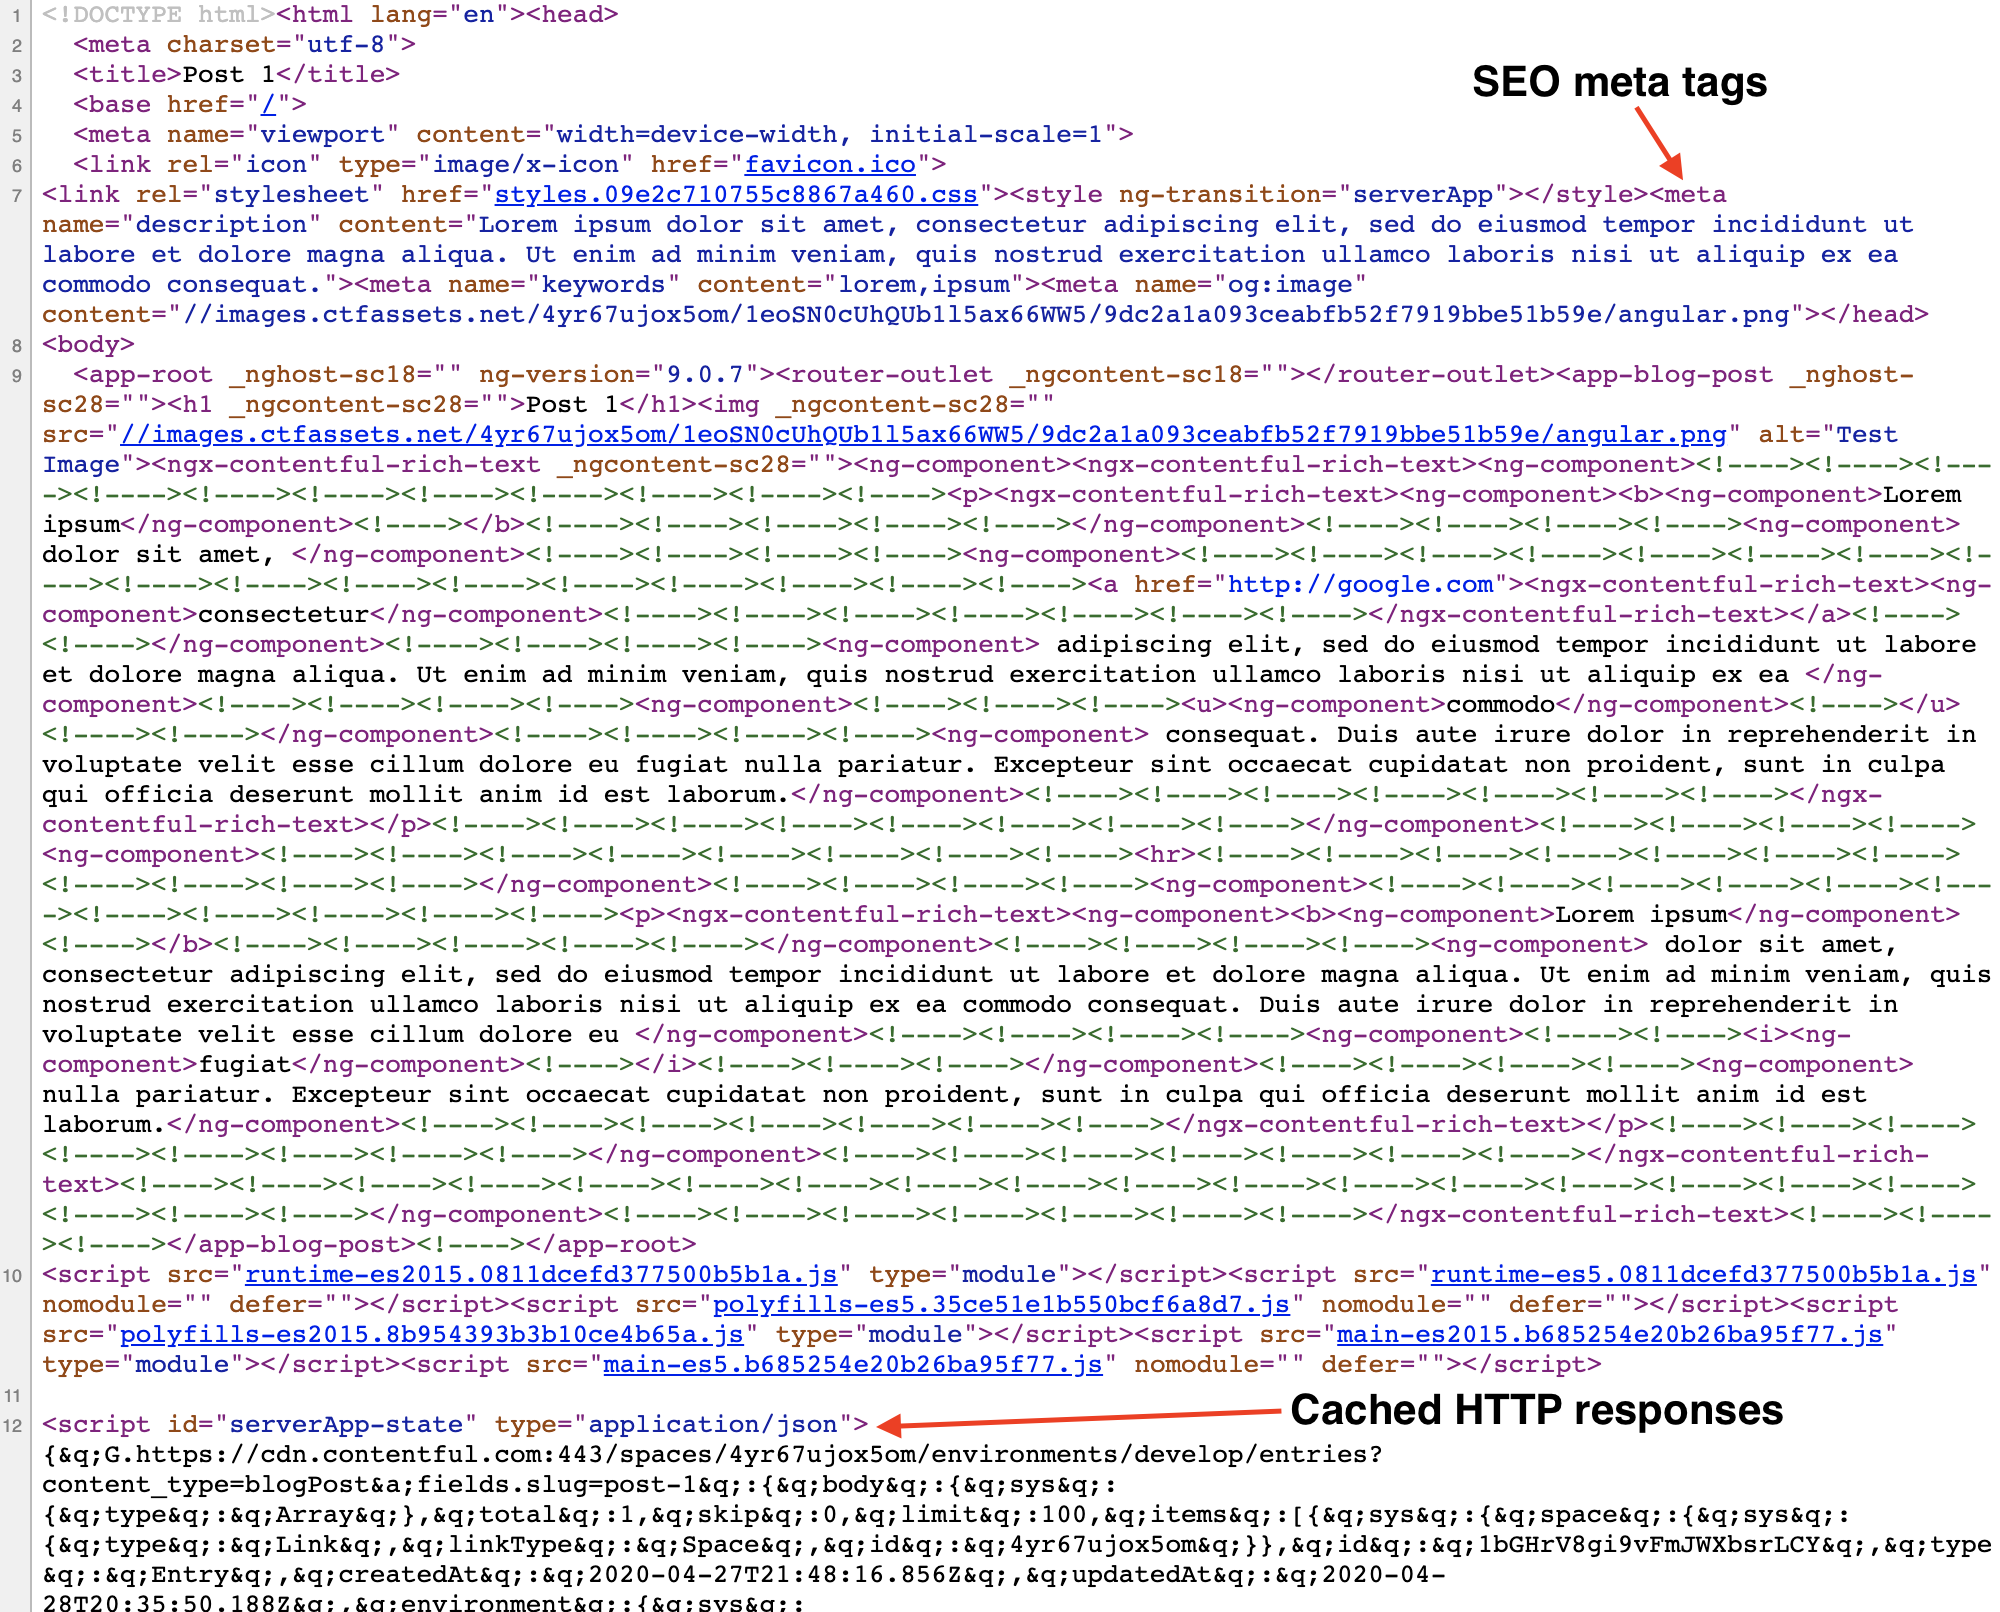 SEO meta tags
1 <!DOCTYPE html><html lang="en"><head>
2   <meta charset="utf-8">
3   <title>Post 1</title>
4   <base href="/">
5   <meta name="viewport" content="width=device-width, initial-scale=1">
6   <link rel="icon" type="image/x-icon" href="favicon.ico">
7 <link rel="stylesheet" href="styles.09e2c710755c8867a460.css"><style ng-transition="serverApp"></style><meta
name="description" content="Lorem ipsum dolor sit amet, consectetur adipiscing elit, sed do eiusmod tempor incididunt ut
labore et dolore magna aliqua. Ut enim ad minim veniam, quis nostrud exercitation ullamco laboris nisi ut aliquip ex ea
commodo consequat."><meta name="keywords" content="lorem,ipsum"><meta name="og:image"
content="//images.ctfassets.net/4yr67ujox5om/1eoSN0cUhQUb1l5ax66WW5/9dc2a1a093ceabfb52f7919bbe51b59e/angular.png"></head>
8 <body>
9   <app-root _nghost-sc18="" ng-version="9.0.7"><router-outlet _ngcontent-sc18=""></router-outlet><app-blog-post _nghost-
sc28=""><h1 _ngcontent-sc28="">Post 1</h1><img _ngcontent-sc28=""
src="//images.ctfassets.net/4yr67ujox5om/1eoSN0cUhQUb1l5ax66WW5/9dc2a1a093ceabfb52f7919bbe51b59e/angular.png" alt="Test
Image"><ngx-contentful-rich-text _ngcontent-sc28=""><ng-component><ngx-contentful-rich-text><ng-component><!----><!----><!---
-><!----><!----><!----><!----><!----><!----><!----><!----><p><ngx-contentful-rich-text><ng-component><b><ng-component>Lorem
ipsum</ng-component><!----></b><!----><!----><!----><!----><!----></ng-component><!----><!----><!----><!----><ng-component>
dolor sit amet, </ng-component><!----><!----><!----><!----><ng-component><!----><!----><!----><!----><!----><!----><!----><!-
---><!----><!----><!----><!----><!----><!----><!----><!----><!----><a href="http://google.com"><ngx-contentful-rich-text><ng-
component>consectetur</ng-component><!----><!----><!----><!----><!----><!----><!----></ngx-contentful-rich-text></a><!---->
<!----></ng-component><!----><!----><!----><!----><ng-component> adipiscing elit, sed do eiusmod tempor incididunt ut labore
et dolore magna aliqua. Ut enim ad minim veniam, quis nostrud exercitation ullamco laboris nisi ut aliquip ex ea </ng-
component><!----><!----><!----><!----><ng-component><!----><!----><!----><u><ng-component>commodo</ng-component><!----></u>
<!----><!----></ng-component><!----><!----><!----><!----><ng-component> consequat. Duis aute irure dolor in reprehenderit in
voluptate velit esse cillum dolore eu fugiat nulla pariatur. Excepteur sint occaecat cupidatat non proident, sunt in culpa
qui officia deserunt mollit anim id est laborum.</ng-component><!----><!----><!----><!----><!----><!----><!----></ngx-
contentful-rich-text></p><!----><!----><!----><!----><!----><!----><!----><!----></ng-component><!----><!----><!----><!---->
<ng-component><!----><!----><!----><!----><!----><!----><!----><!----><hr><!----><!----><!----><!----><!----><!----><!---->
<!----><!----><!----><!----></ng-component><!----><!----><!----><!----><ng-component><!----><!----><!----><!----><!----><!---
-><!----><!----><!----><!----><!----><p><ngx-contentful-rich-text><ng-component><b><ng-component>Lorem ipsum</ng-component>
<!----></b><!----><!----><!----><!----><!----></ng-component><!----><!----><!----><!----><ng-component> dolor sit amet,
consectetur adipiscing elit, sed do eiusmod tempor incididunt ut labore et dolore magna aliqua. Ut enim ad minim veniam, quis
nostrud exercitation ullamco laboris nisi ut aliquip ex ea commodo consequat. Duis aute irure dolor in reprehenderit in
voluptate velit esse cillum dolore eu </ng-component><!----><!----><!----><!----><ng-component><!----><!----><i><ng-
component>fugiat</ng-component><!----></i><!----><!----><!----></ng-component><!----><!----><!----><!----><ng-component>
nulla pariatur. Excepteur sint occaecat cupidatat non proident, sunt in culpa qui officia deserunt mollit anim id est
laborum.</ng-component><!----><!----><!----><!----><!----><!----><!----></ngx-contentful-rich-text></p><!----><!----><!---->
<!----><!----><!----><!----><!----></ng-component><!----><!----><!----><!----><!----><!----><!----></ngx-contentful-rich-
text><!----><!----><!----><!----><!----><!----><!----><!----><!----><!----><!----><!----><!----><!----><!----><!----><!---->
<!----><!----><!----></ng-component><!----><!----><!----><!----><!----><!----><!----></ngx-contentful-rich-text><!----><!----
><!----></app-blog-post><!----></app-root>
10 <script src="runtime-es2015.0811dcefd377500b5b1a.js" type="module"></script><script src="runtime-es5.0811dcefd377500b5b1a.js"
nomodule="" defer=""></script><script src="polyfills-es5.35ce51e1b550bcf6a8d7.js" nomodule="" defer=""></script><script
src="polyfills-es2015.8b954393b3b10ce4b65a.js" type="module"></script><script src="main-es2015.b685254e20b26ba95f77.js"
type="module"></script><script src="main-es5.b685254e20b26ba95f77.js" nomodule="" defer=""></script>
11
Cached HTTP responses
12 <script id="serverApp-state" type="application/json">
{&q;G.https://cdn.contentful.com:443/spaces/4yr67ujox5om/environments/develop/entries?
content_type=blogPost&a;fields.slug=post-1&q;:{&q;body&q;:{&q;sys&q;:
{&q;type&q;:&q;Array&q;},&q;total&q;:1,&q;skip&q;:0,&q;limit&q;:100,&q;items&q;:[{&q;sys&q;:{&q;space&q;:{&q;sys&q;:
{&q;type&q;:&q;Link&q;,&q;linkType&q;:&q;Space&q;,&q;id&q;:&q;4yr67ujox5om&q;}},&q;id&q;:&q;1bGHrV8gi9vFmJWXbsrLCY&q;,&q;type
&q;:&q;Entry&q;,&q;createdAt&q;:&q;2020-04-27T21:48:16.856Z&q;,&q;updatedAt&q;:&q;2020-04-
28T20:35:50.188Z&q;,&q;environment&q;:{&q;sys&q;: